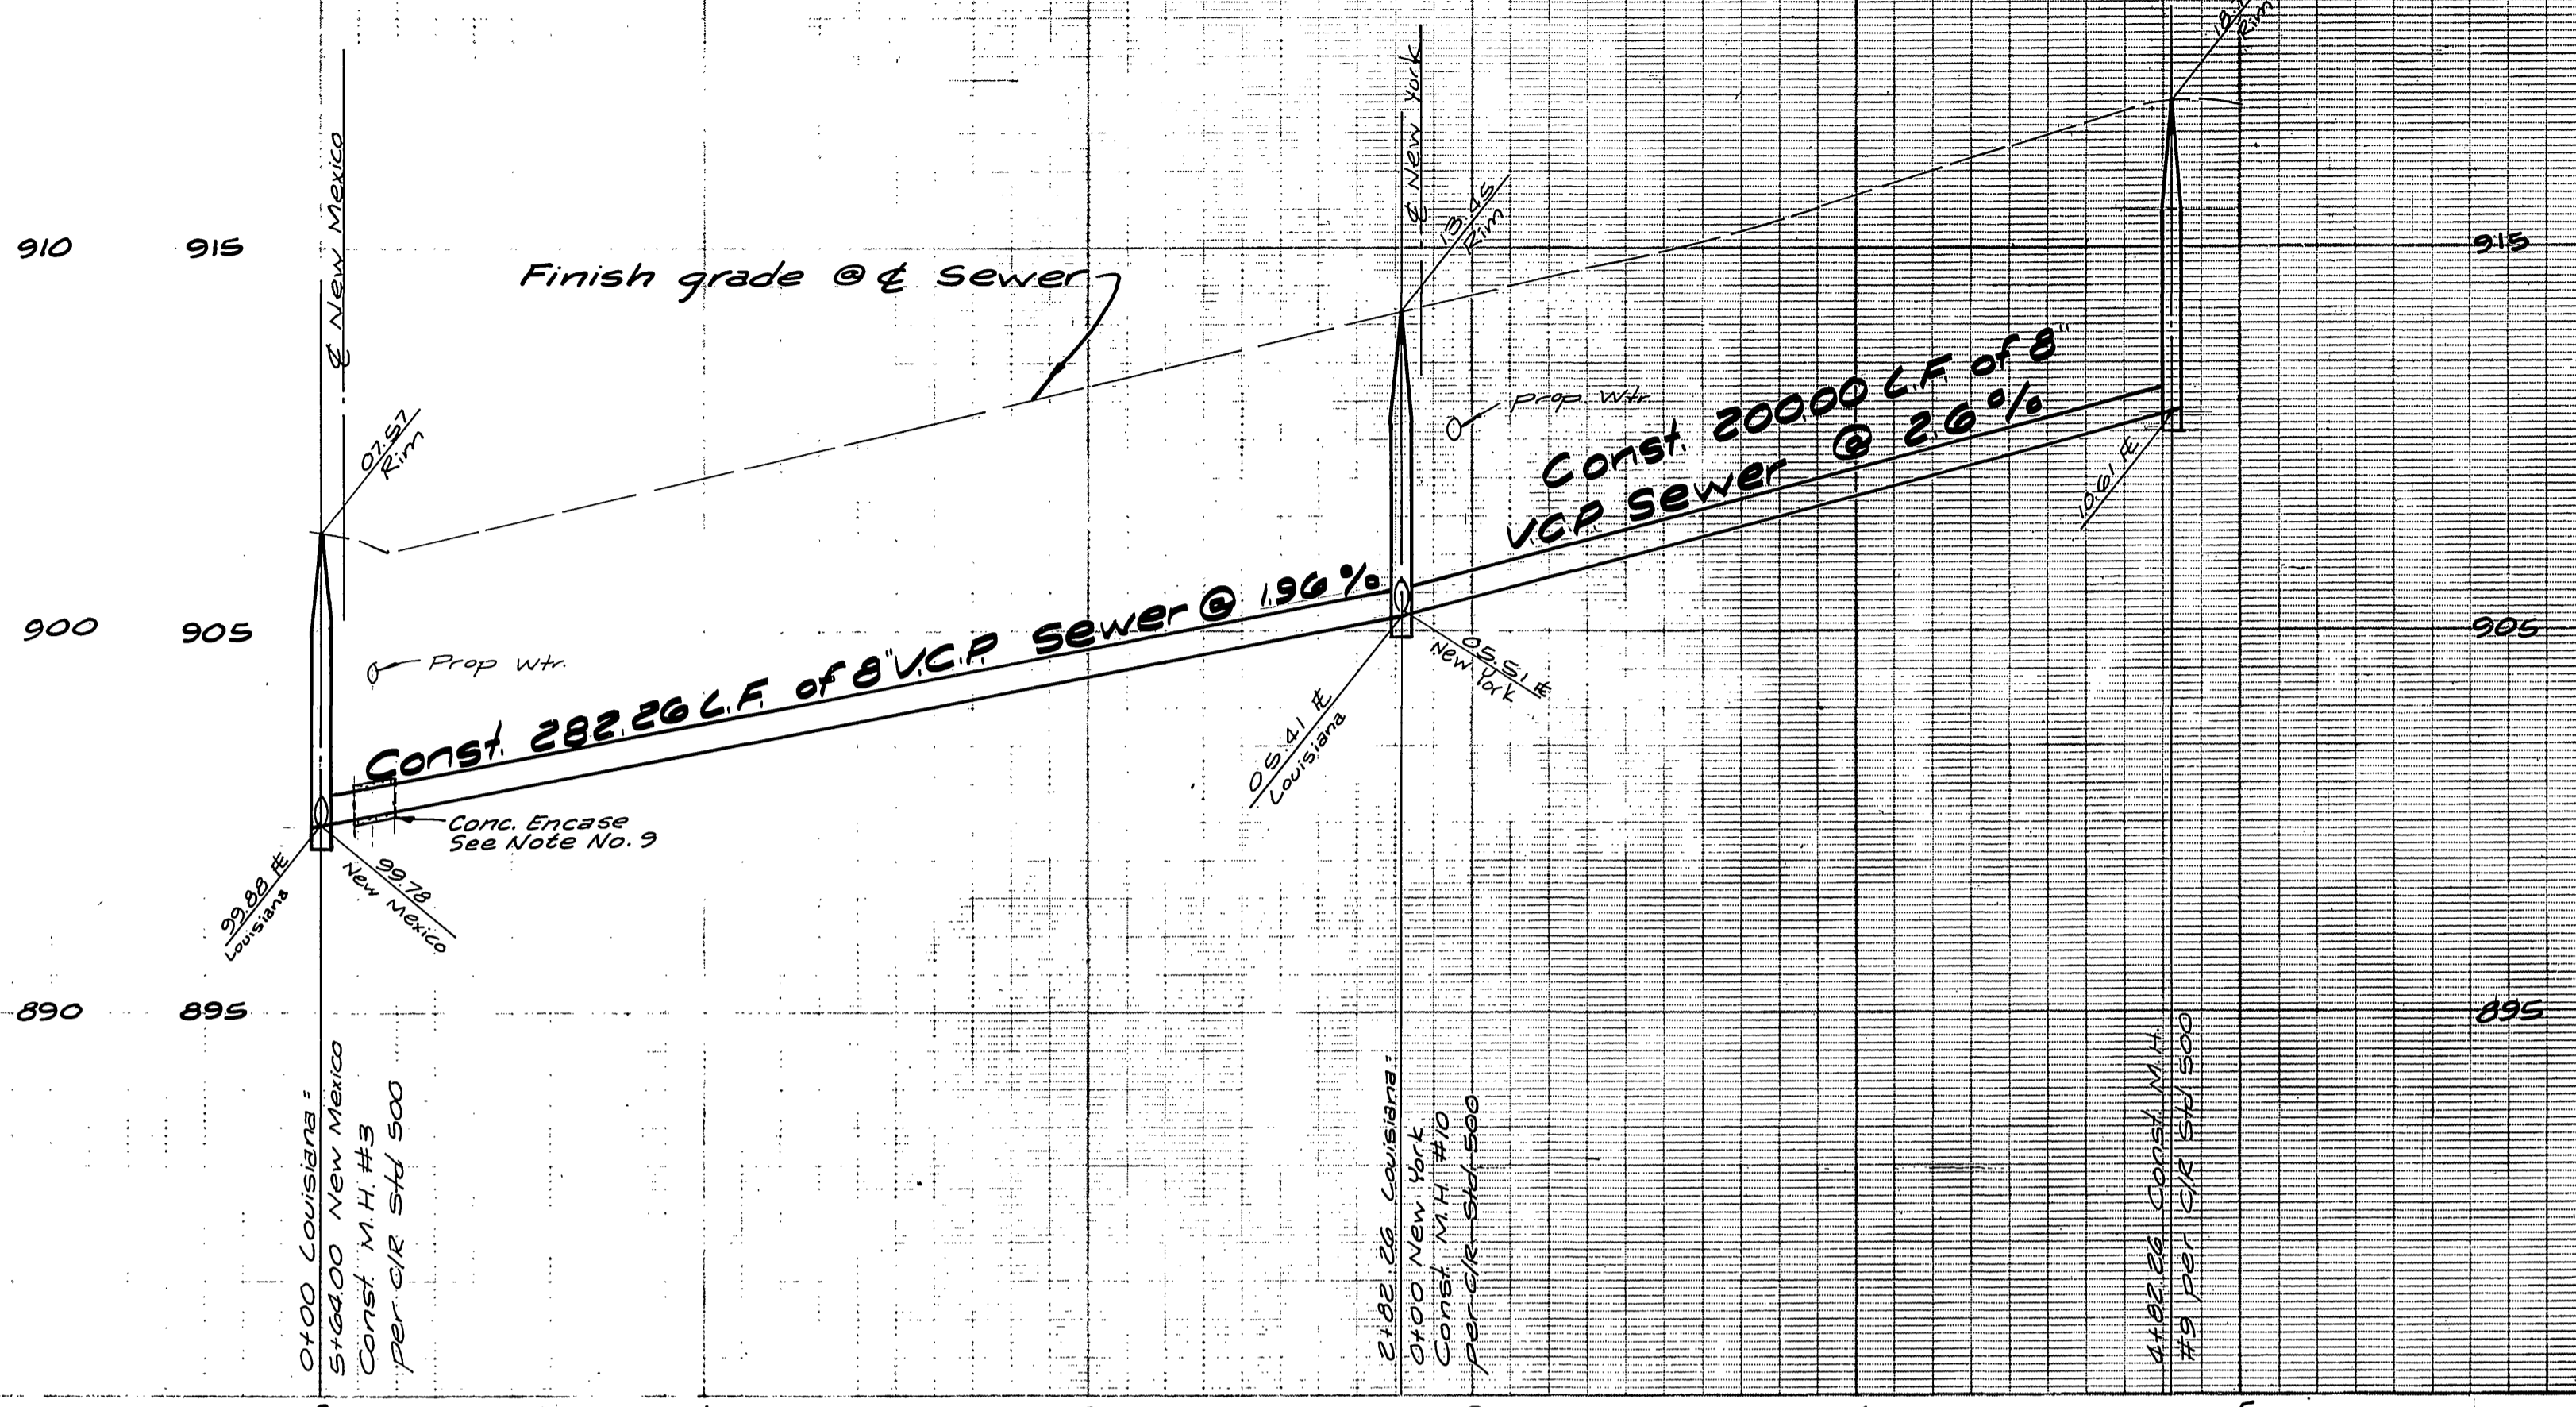 18.
Rim
℄ New Mexico
℄ New York
13.45
Rim
910 915
915
Finish grade @ ℄ Sewer
07.57
Rim
Prop. Wtr.
Const. 200.00 L.F. of 8"
V.C.P. Sewer @ 2.6 %
10.61
900 905
905
Prop Wtr.
Const. 282.26 L.F. of 8" V.C.P. Sewer @ 1.96 %
05.51
New York
05.41
Louisiana
Conc. Encase
See Note No. 9
99.88
Louisiana
99.78
New Mexico
890 895
895
0+00 Louisiana =
5+64.00 New Mexico
Const. M.H. #3
per C/R Std 500
2+82.26 Louisiana =
0+00 New York
Const. M.H. #10
per C/R Std. 500
4+82.26 Const. M.H.
#9 per C/R Std. 500